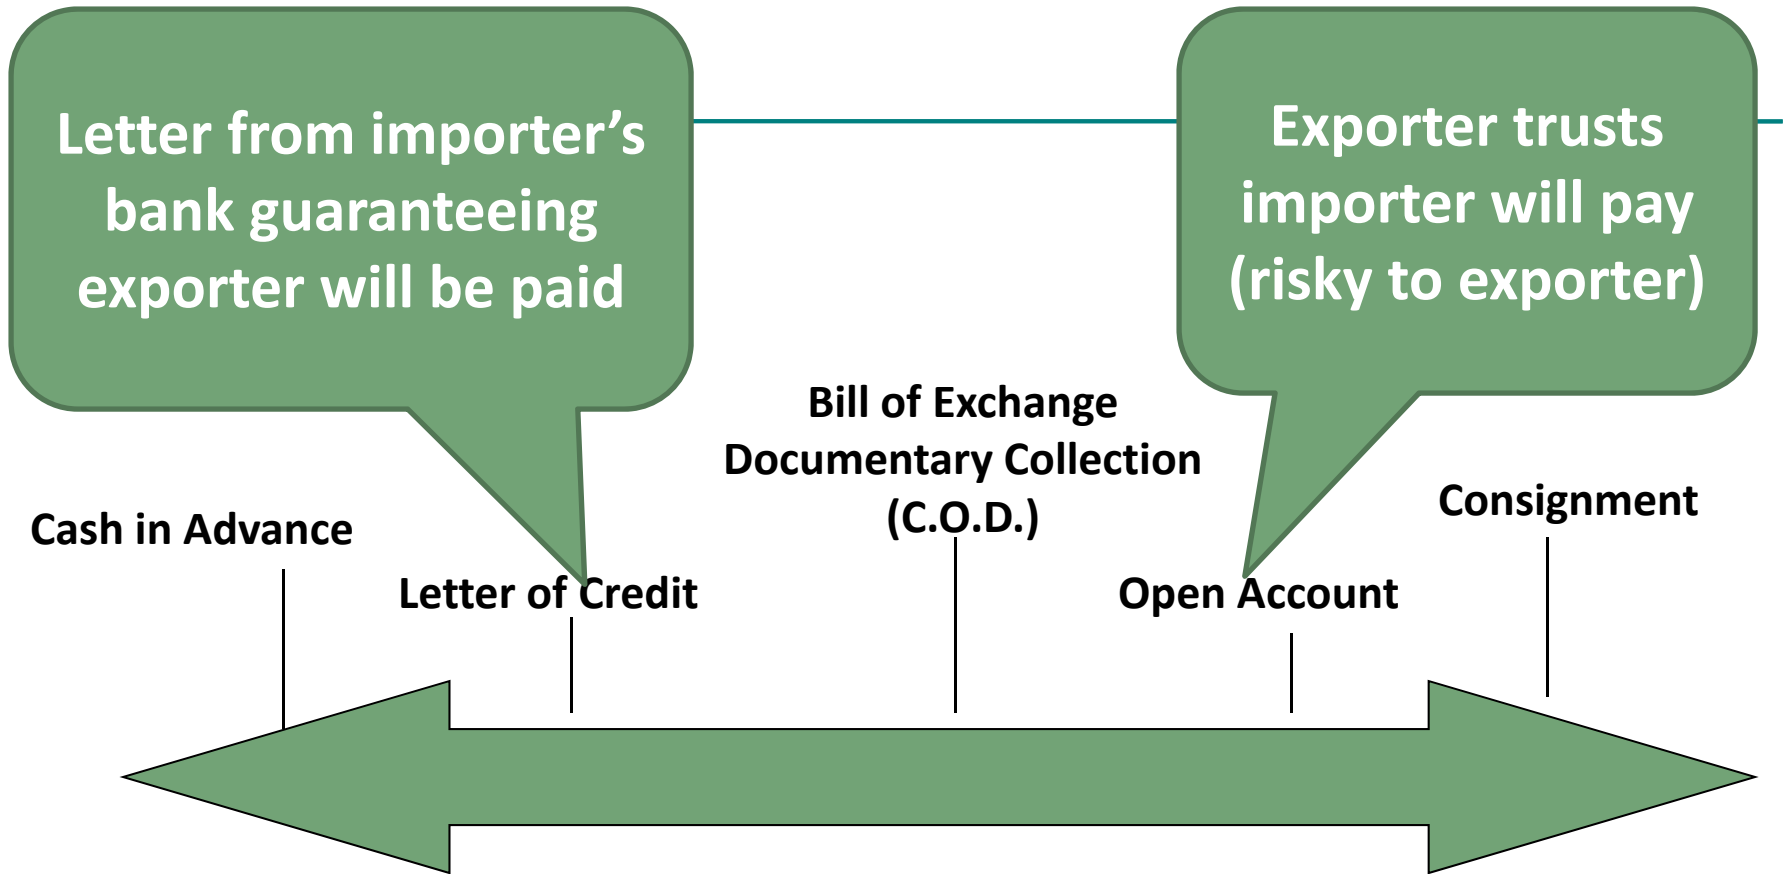 Letter from importer’s
bank guaranteeing
exporter will be paid
Exporter trusts
importer will pay
(risky to exporter)
Cash in Advance
Letter of Credit
Bill of Exchange
Documentary Collection
(C.O.D.)
Open Account
Consignment